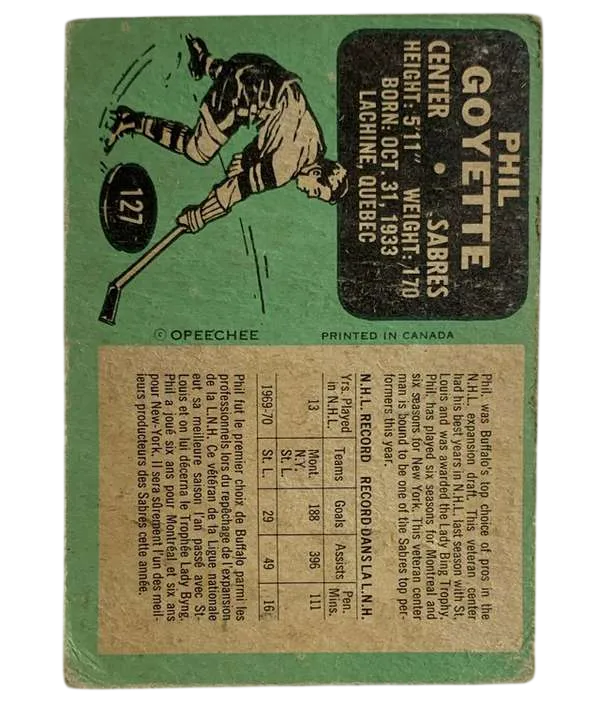 PHIL
GOYETTE
CENTER • SABRES
HEIGHT: 5'11" WEIGHT: 170
BORN: OCT. 31, 1933
LACHINE, QUEBEC
127
© OPEECHEE
PRINTED IN CANADA
Phil. was Buffalo's top choice of pros in the
N.H.L. expansion draft. This veteran center
had his best years in N.H.L. last season with St.
Louis and was awarded the Lady Bing Trophy.
Phil, has played six seasons for Montreal and
six seasons for New York. This veteran center
man is bound to be one of the Sabres top per-
formers this year.
N.H.L. RECORD RECORD DANS LA L.N.H.
Yrs. Played in N.H.L. Teams Goals Assists Pen. Mins.
13 Mont. N.Y. St. L. 188 396 111
1969-70 St. L. 29 49 16
Phil fut le premier choix de Buffalo parmi les
professionnels lors du repêchage de l'expansion
de la L.N.H. Ce vétéran de la Ligue nationale
eut sa meilleure saison l'an passé avec St-
Louis et on lui décerna le Trophée Lady Byng.
Phil a joué six ans pour Montréal et six ans
pour New-York. Il sera sûrement l'un des meil-
leurs producteurs des Sabres cette année.